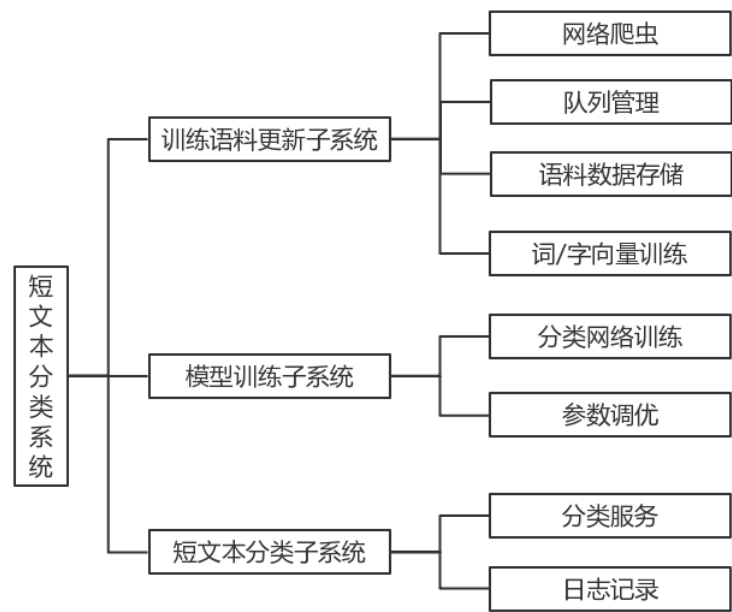 短文本分类系统
训练语料更新子系统
网络爬虫
队列管理
语料数据存储
词/字向量训练
模型训练子系统
分类网络训练
参数调优
短文本分类子系统
分类服务
日志记录